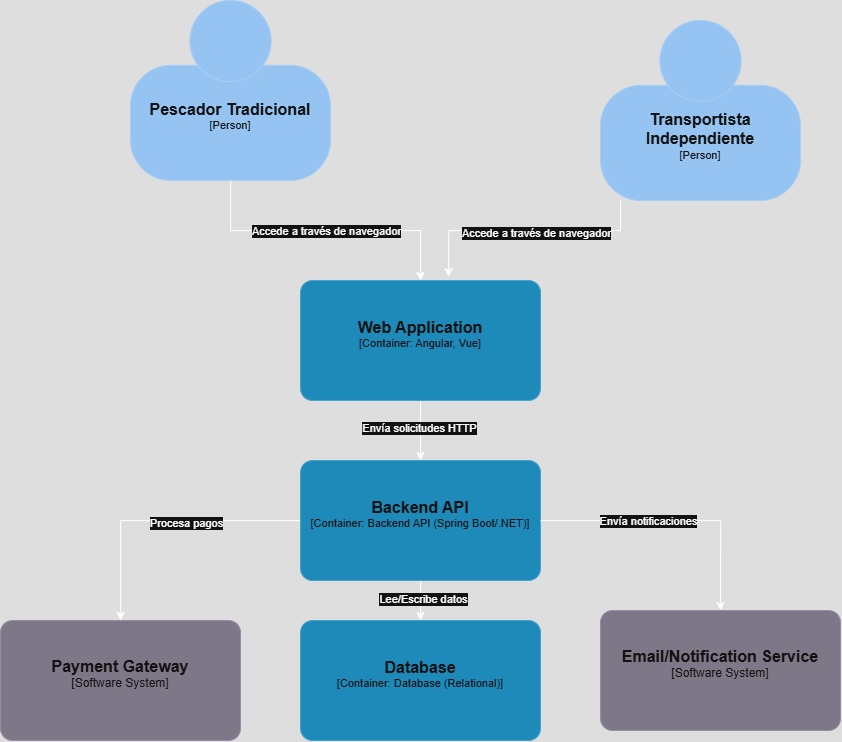 Pescador Tradicional
[Person]
Transportista
Independiente
[Person]
Accede a través de navegador
Accede a través de navegador
Web Application
[Container: Angular, Vue]
Envía solicitudes HTTP
Backend API
[Container: Backend API (Spring Boot/.NET)]
Procesa pagos
Envía notificaciones
Lee/Escribe datos
Payment Gateway
[Software System]
Database
[Container: Database (Relational)]
Email/Notification Service
[Software System]